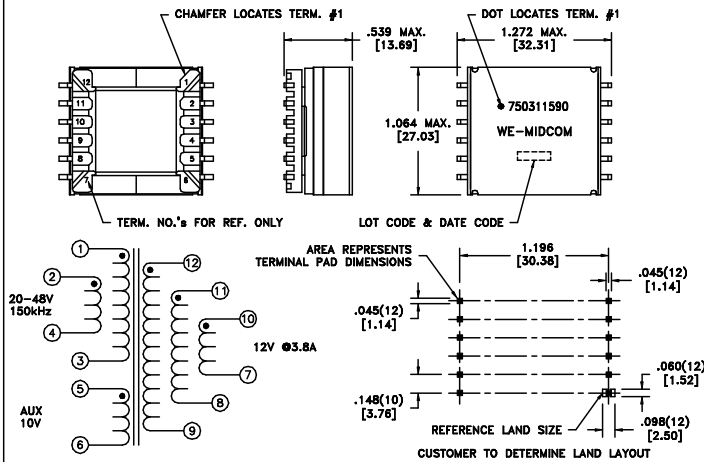 CHAMFER LOCATES TERM. #1
.539 MAX.
[13.69]
DOT LOCATES TERM. #1
1.272 MAX.
[32.31]
12
1
11
2
10
3
9
4
8
5
7
6
1.064 MAX.
[27.03]
750311590
WE-MIDCOM
TERM. NO.'s FOR REF. ONLY
LOT CODE & DATE CODE
1
2
20-48V
150kHz
4
3
5
AUX
10V
6
12
11
10
12V @3.8A
7
8
9
AREA REPRESENTS
TERMINAL PAD DIMENSIONS
1.196
[30.38]
.045(12)
[1.14]
.045(12)
[1.14]
.060(12)
[1.52]
.148(10)
[3.76]
.098(12)
[2.50]
REFERENCE LAND SIZE
CUSTOMER TO DETERMINE LAND LAYOUT